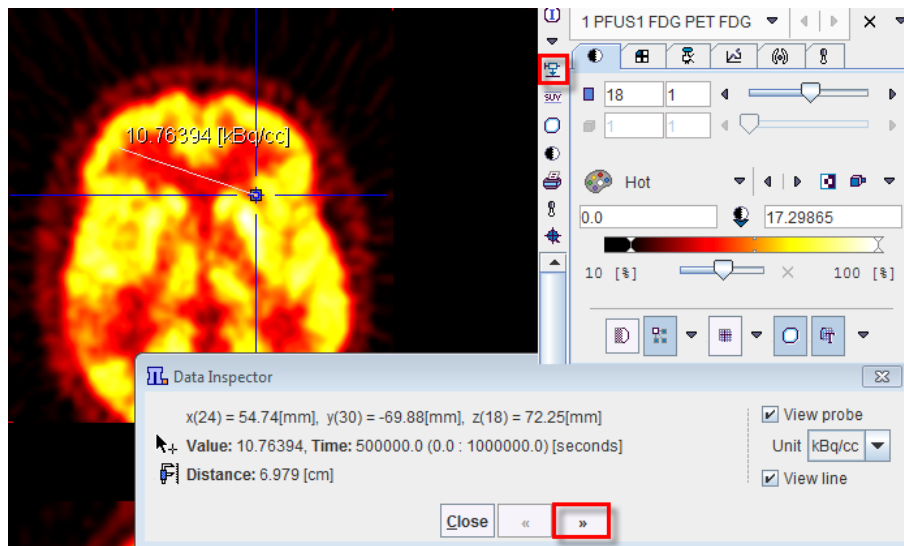 1 PFUS1 FDG PET FDG
SUV
10.76394 [kBq/cc]
18 1
1 1
Hot
0.0 17.29865
10 [%] 100 [%]
Data Inspector
x(24) = 54.74[mm], y(30) = -69.88[mm], z(18) = 72.25[mm]
View probe
Value: 10.76394, Time: 500000.0 (0.0 : 1000000.0) [seconds]
Unit kBq/cc
Distance: 6.979 [cm]
View line
Close « »